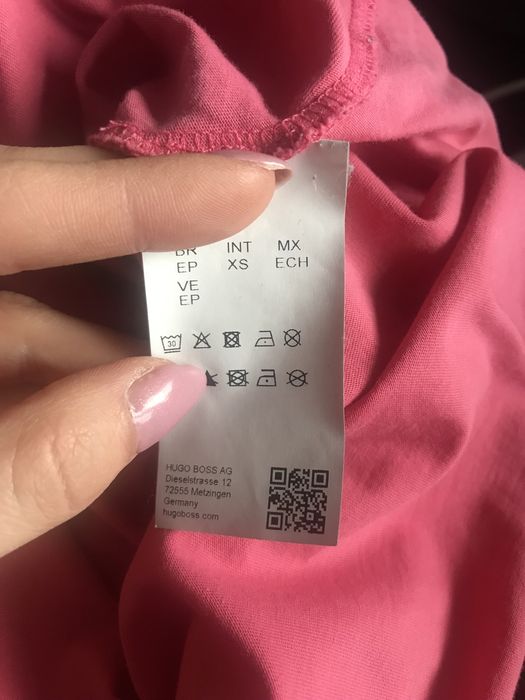 BR INT MX
EP XS ECH
VE
EP
30
HUGO BOSS AG
Dieselstrasse 12
72555 Metzingen
Germany
hugoboss.com